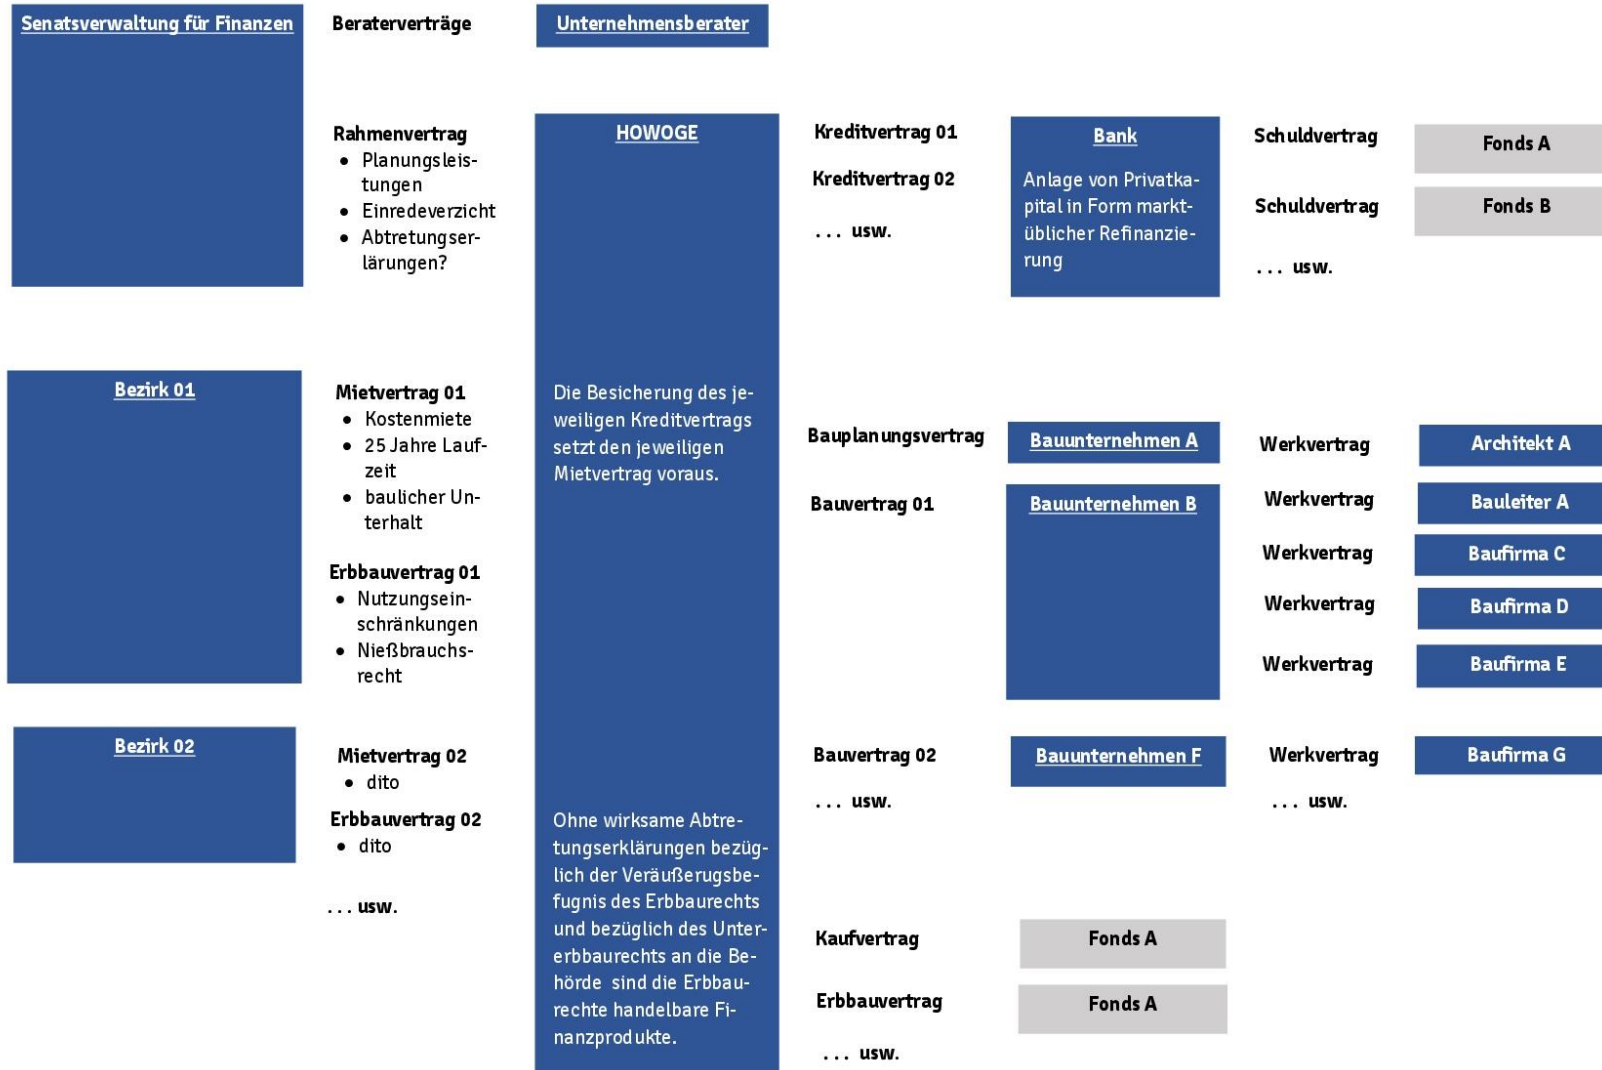 Senatsverwaltung für Finanzen
Beraterverträge
Unternehmensberater
Rahmenvertrag
• Planungsleis-
tungen
• Einredeverzicht
• Abtretungser-
lärungen?
HOWOGE
Kreditvertrag 01
Kreditvertrag 02
. . . usw.
Bank
Anlage von Privatka-
pital in Form markt-
üblicher Refinanzie-
rung
Schuldvertrag
Fonds A
Schuldvertrag
Fonds B
. . . usw.
Bezirk 01
Mietvertrag 01
• Kostenmiete
• 25 Jahre Lauf-
zeit
• baulicher Un-
terhalt
Erbbauvertrag 01
• Nutzungsein-
schränkungen
• Nießbrauchs-
recht
Die Besicherung des je-
weiligen Kreditvertrags
setzt den jeweiligen
Mietvertrag voraus.
Bauplanungsvertrag
Bauunternehmen A
Werkvertrag
Architekt A
Bauvertrag 01
Bauunternehmen B
Werkvertrag
Bauleiter A
Werkvertrag
Baufirma C
Werkvertrag
Baufirma D
Werkvertrag
Baufirma E
Bezirk 02
Mietvertrag 02
• dito
Erbbauvertrag 02
• dito
. . . usw.
Bauvertrag 02
Bauunternehmen F
Werkvertrag
Baufirma G
. . . usw.
. . . usw.
Ohne wirksame Abtre-
tungserklärungen bezüg-
lich der Veräußerugsbe-
fugnis des Erbbaurechts
und bezüglich des Unter-
erbbaurechts an die Be-
hörde sind die Erbbau-
rechte handelbare Fi-
nanzprodukte.
Kaufvertrag
Fonds A
Erbbauvertrag
Fonds A
. . . usw.